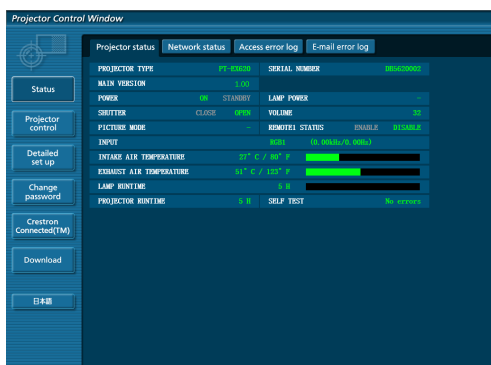 Projector Control Window
Projector status Network status Access error log E-mail error log
PROJECTOR TYPE PT-EX620 SERIAL NUMBER DH5630002
MAIN VERSION 1.00
POWER ON STANDBY LAMP POWER -
SHUTTER CLOSE OPEN VOLUME 32
PICTURE MODE - REMOTE1 STATUS ENABLE DISABLE
INPUT RGB1 (0.00kHz/0.00Hz)
INTAKE AIR TEMPERATURE 27° C / 80° F
EXHAUST AIR TEMPERATURE 51° C / 123° F
LAMP RUNTIME 5 H
PROJECTOR RUNTIME 5 H SELF TEST No errors
Status
Projector
control
Detailed
set up
Change
password
Crestron
Connected(TM)
Download
日本語